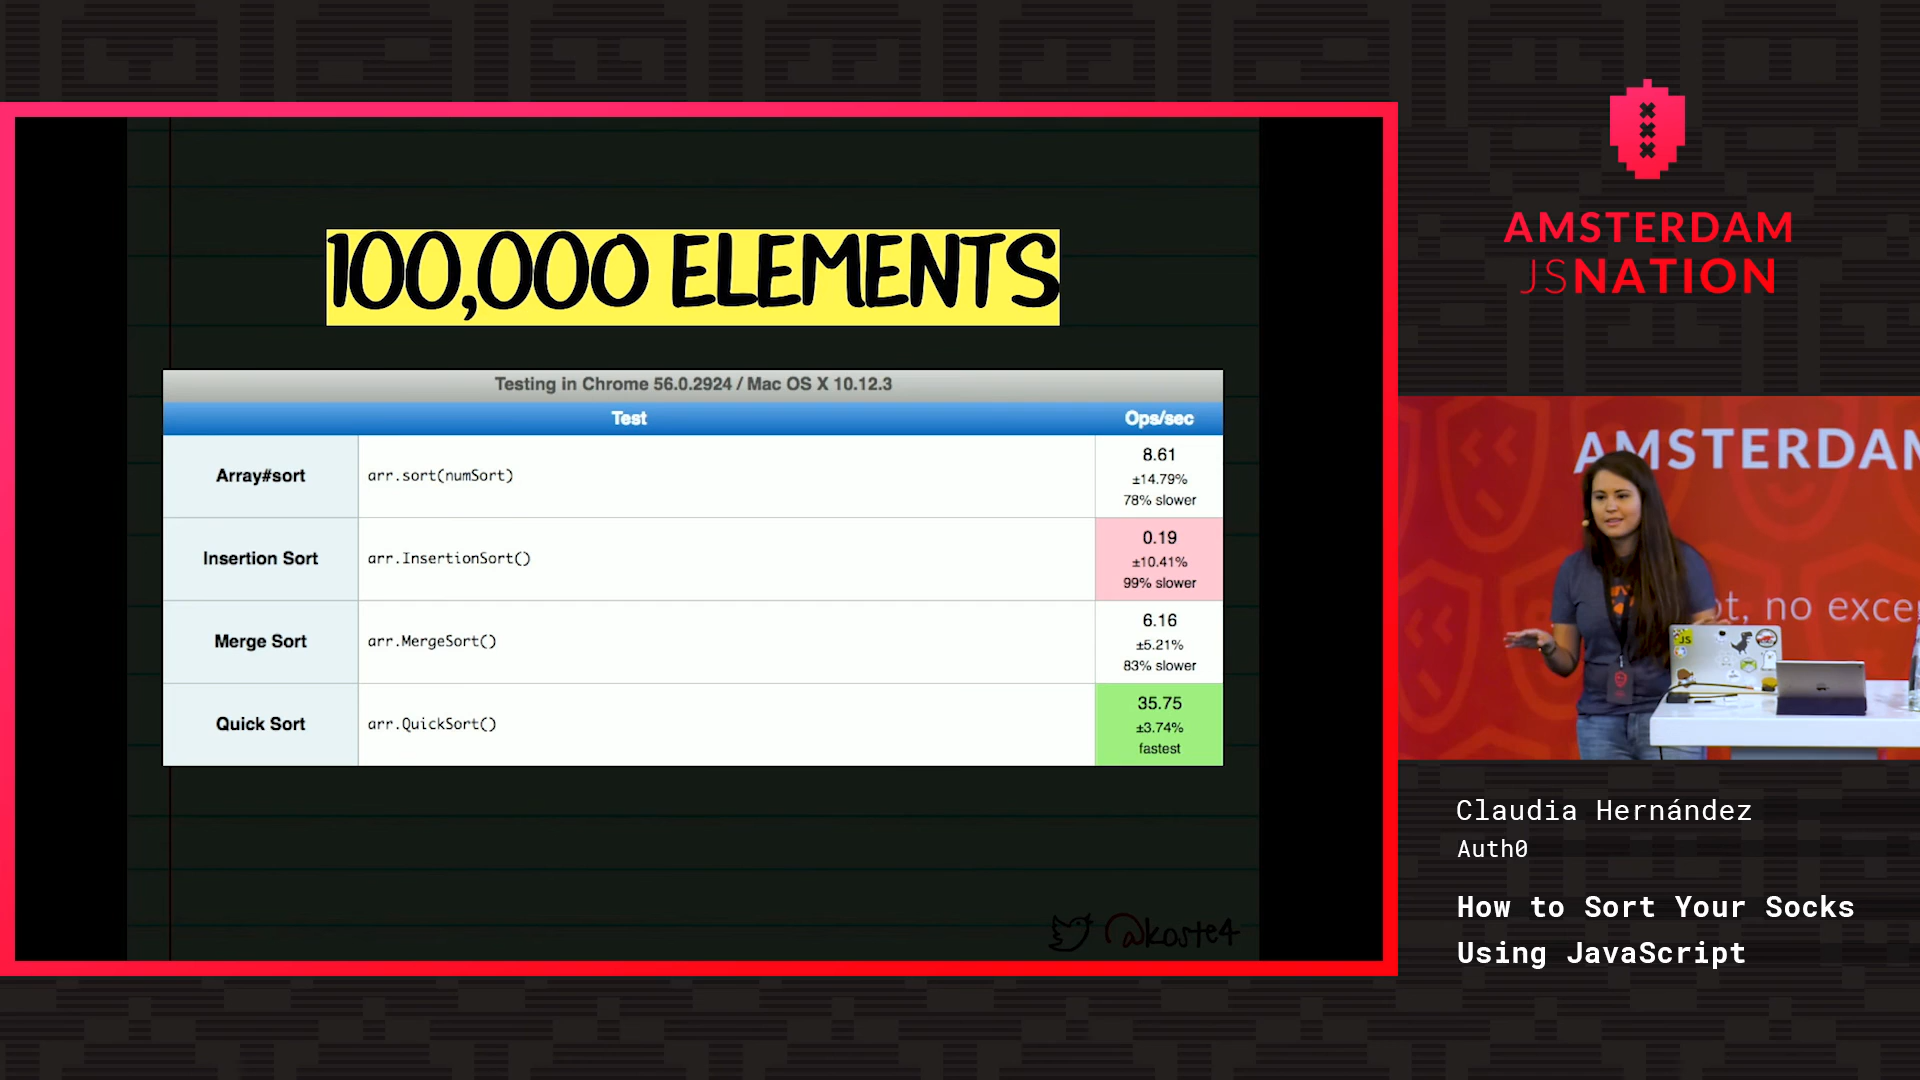 100,000 ELEMENTS
Testing in Chrome 56.0.2924 / Mac OS X 10.12.3
Test Ops/sec
Array#sort arr.sort(numSort) 8.61
±14.79%
78% slower
Insertion Sort arr.InsertionSort() 0.19
±10.41%
99% slower
Merge Sort arr.MergeSort() 6.16
±5.21%
83% slower
Quick Sort arr.QuickSort() 35.75
±3.74%
fastest
@koste4
AMSTERDAM
JSNATION
AMSTERDAM
ot, no exce
JS
Claudia Hernández
Auth0
How to Sort Your Socks
Using JavaScript